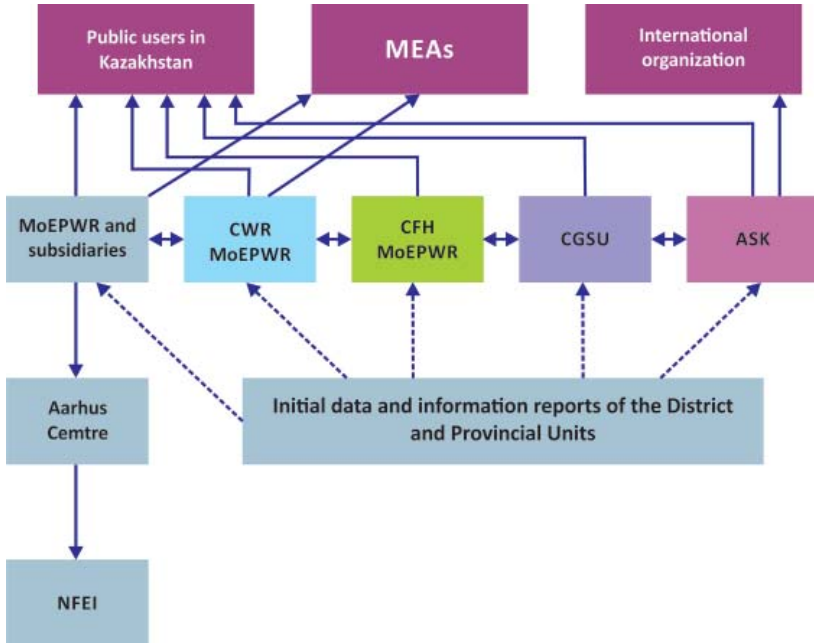 Public users in
Kazakhstan
MEAs
International
organization
MoEPWR and
subsidiaries
CWR
MoEPWR
CFH
MoEPWR
CGSU
ASK
Aarhus
Cemtre
Initial data and information reports of the District
and Provincial Units
NFEI